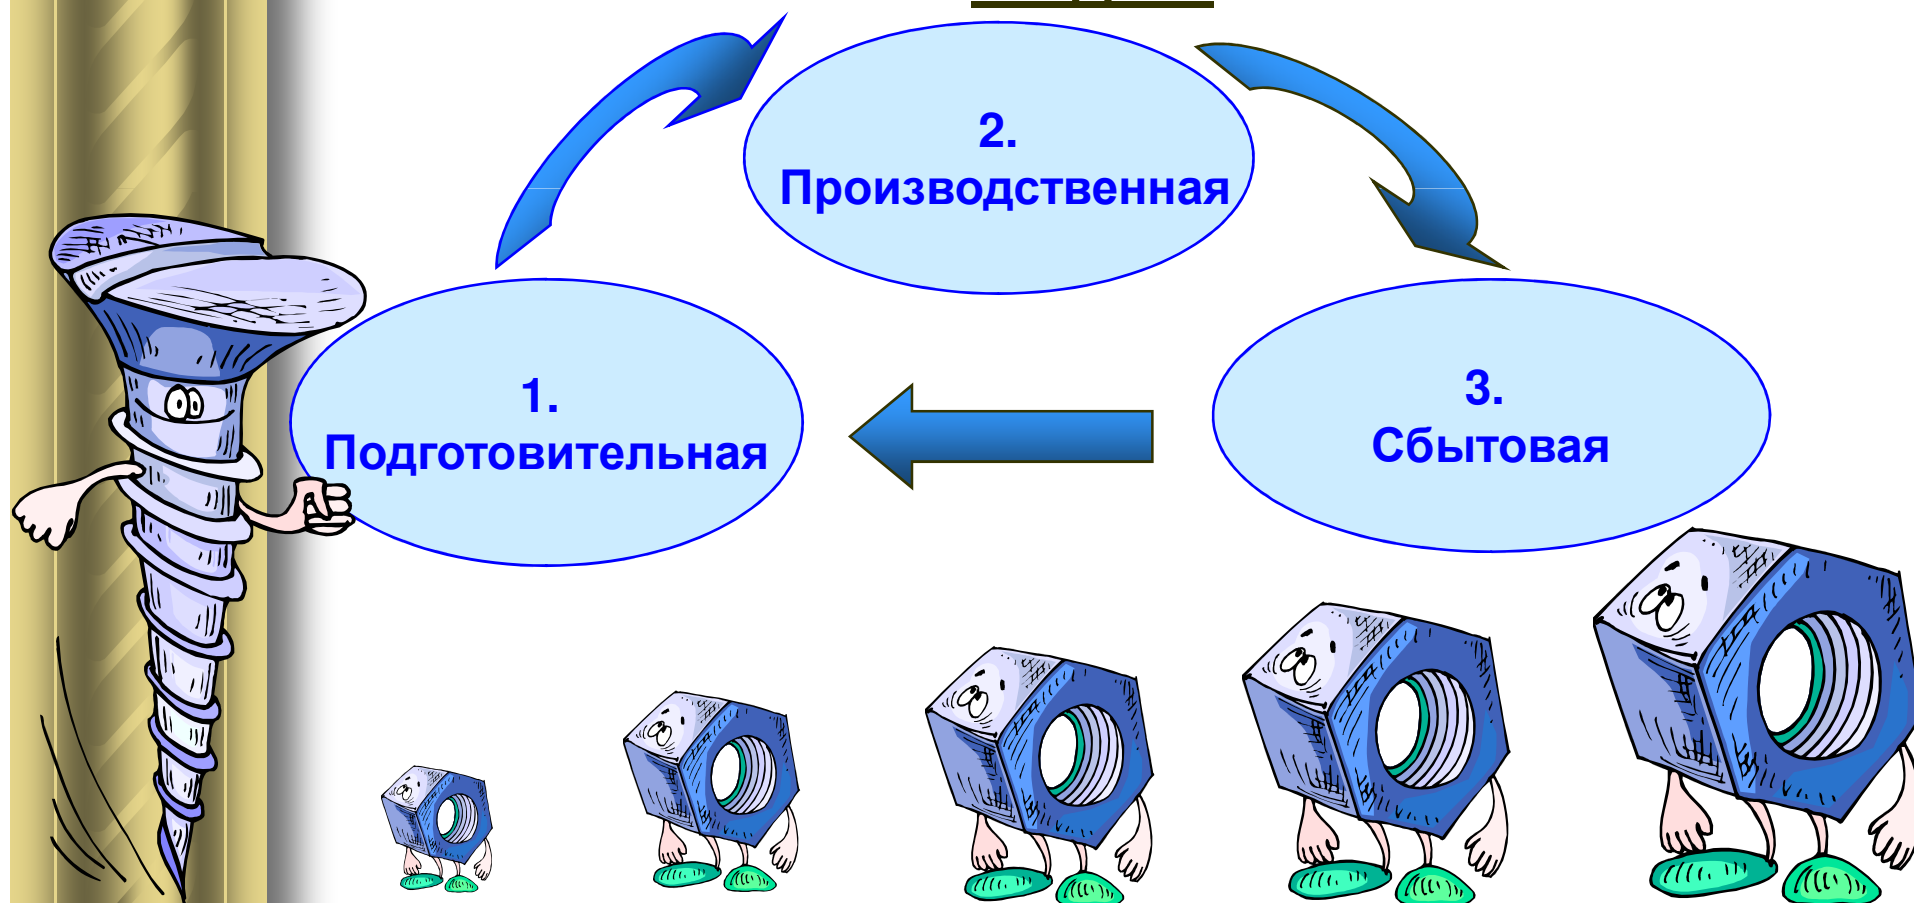 1.
Подготовительная
2.
Производственная
3.
Сбытовая